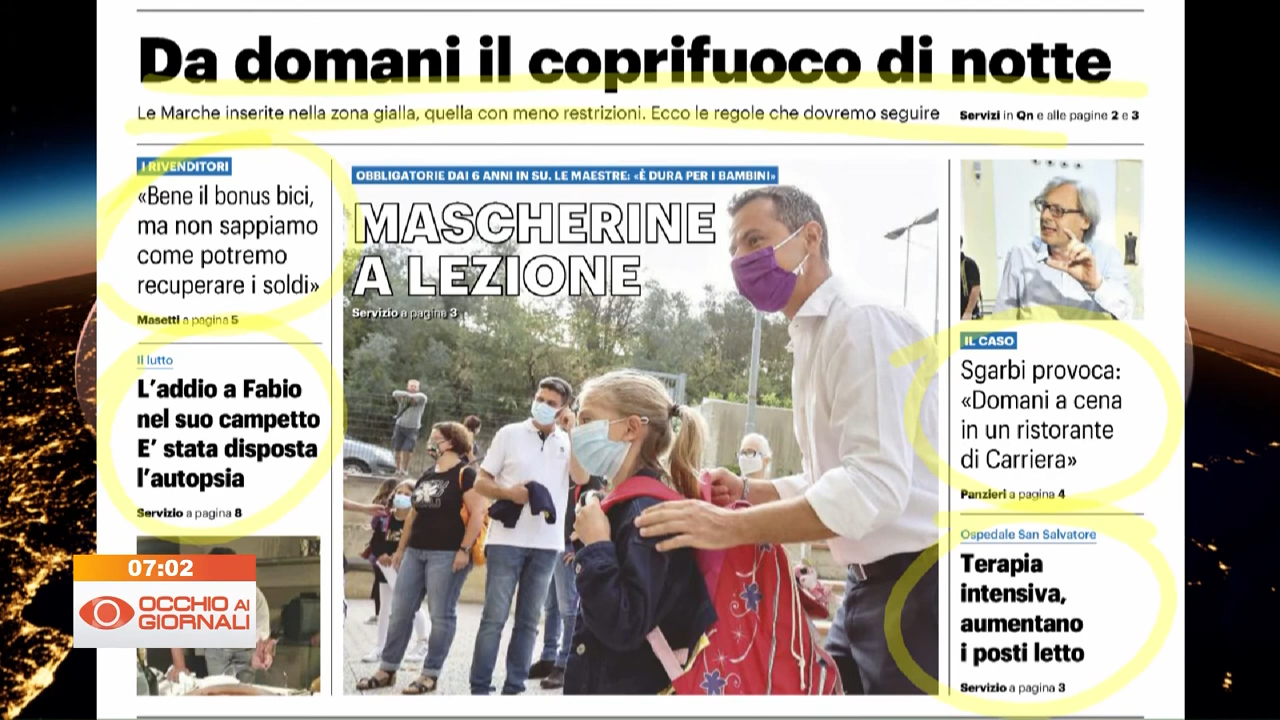 Da domani il coprifuoco di notte
Le Marche inserite nella zona gialla, quella con meno restrizioni. Ecco le regole che dovremo seguire
Servizi in Qn e alle pagine 2 e 3
I RIVENDITORI
«Bene il bonus bici,
ma non sappiamo
come potremo
recuperare i soldi»
Masetti a pagina 5
Il lutto
L'addio a Fabio
nel suo campetto
E' stata disposta
l'autopsia
Servizio a pagina 8
OBBLIGATORIE DAI 6 ANNI IN SU. LE MAESTRE: «È DURA PER I BAMBINI»
MASCHERINE
A LEZIONE
Servizio a pagina 3
IL CASO
Sgarbi provoca:
«Domani a cena
in un ristorante
di Carriera»
Panzieri a pagina 4
Ospedale San Salvatore
Terapia
intensiva,
aumentano
i posti letto
Servizio a pagina 3
07:02
OCCHIO AI
GIORNALI